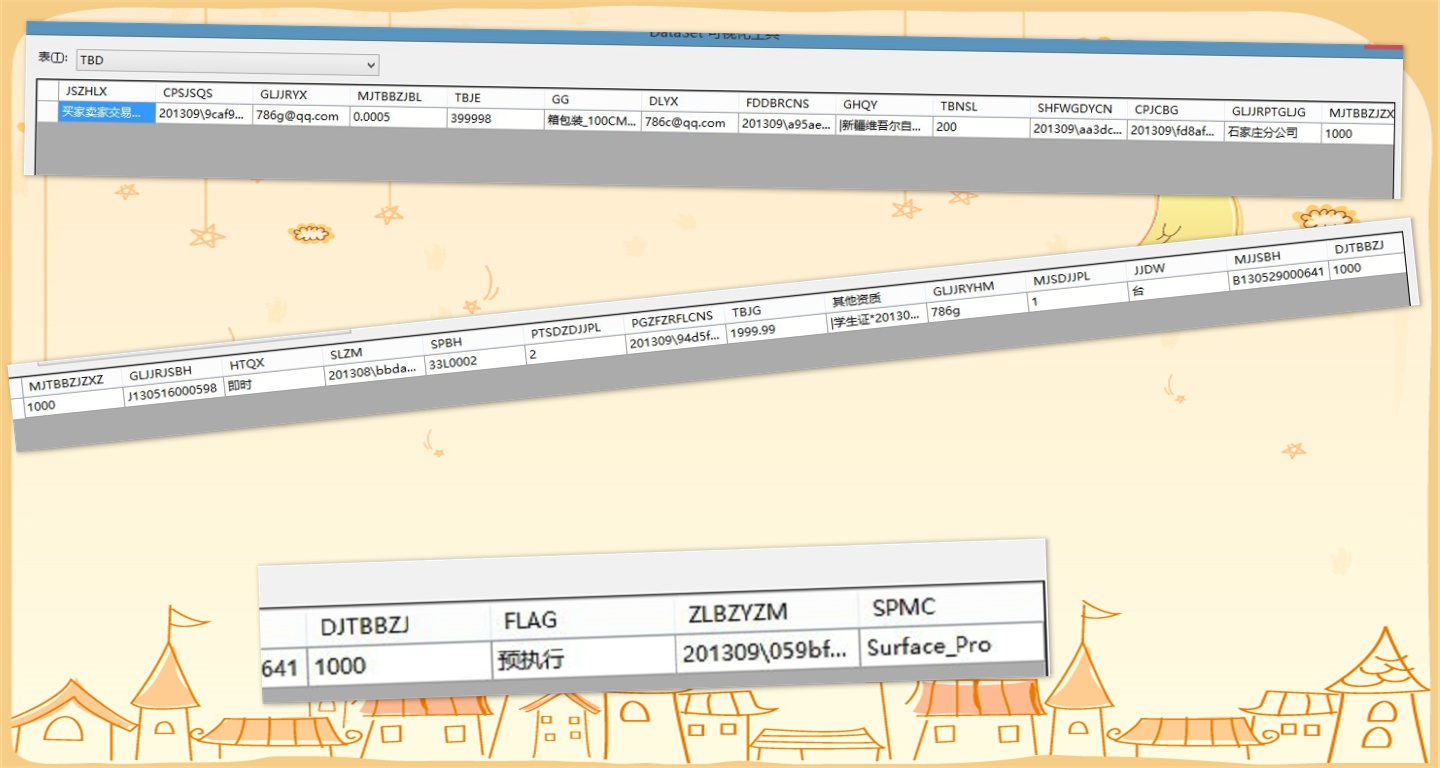 DataSet 可视化工具
表(T): TBD
JSZHLX CPSJSQS GLJJRYX MJTBBZJBL TBJE GG DLYX FDDBRCNS GHQY TBNSL SHFWGDYCN CPJCBG GLJJRPTGLJG MJTBBZJZX
买家卖家交易... 201309\9caf9... 786g@qq.com 0.0005 399998 箱包装_100CM... 786c@qq.com 201309\a95ae... |新疆维吾尔自... 200 201309\aa3dc... 201309\fd8af... 石家庄分公司 1000
MJTBBZJZXZ GLJJRJSBH HTQX SLZM SPBH PTSDZDJJPL PGZFZRFLCNS TBJG 其他资质 GLJJRYHM MJSDJJPL JJDW MJJSBH DJTBBZJ
1000 J130516000598 即时 201308\bbda... 33L0002 2 201309\94d5f... 1999.99 |学生证*20130... 786g 1 台 B130529000641 1000
DJTBBZJ FLAG ZLBZYZM SPMC
641 1000 预执行 201309\059bf... Surface_Pro